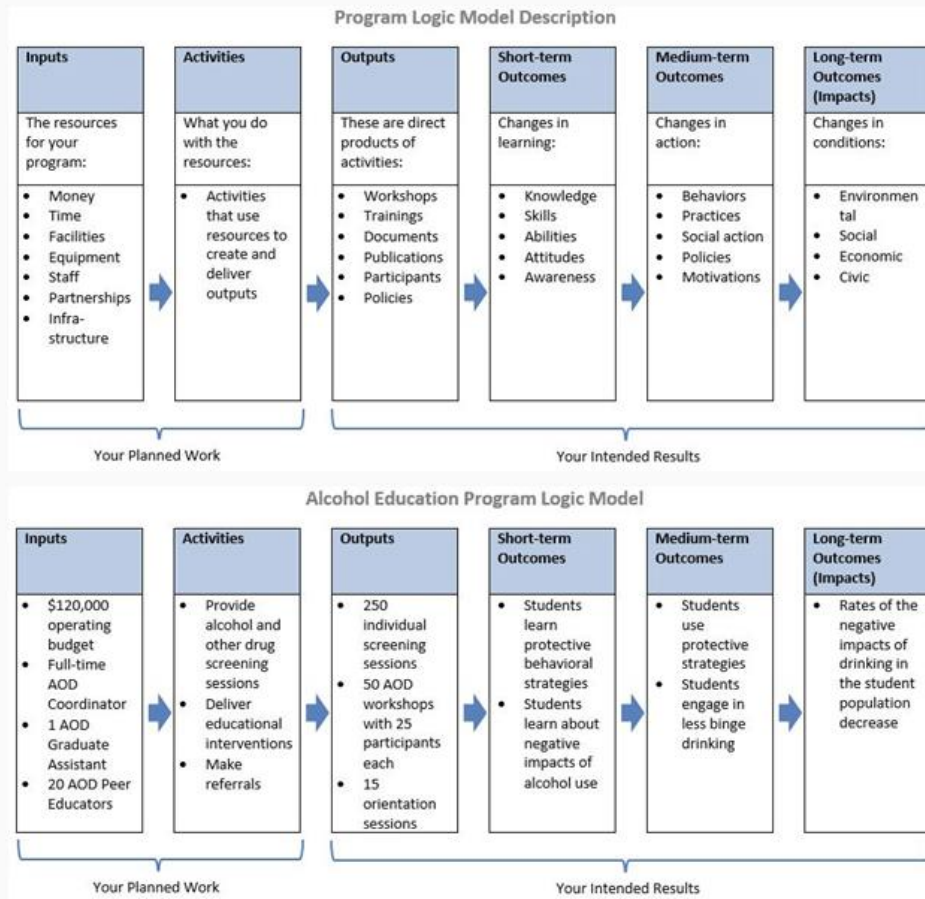 Program Logic Model Description
Inputs
The resources
for your
program:
• Money
• Time
• Facilities
• Equipment
• Staff
• Partnerships
• Infra-
structure
Activities
What you do
with the
resources:
• Activities
that use
resources to
create and
deliver
outputs
Outputs
These are direct
products of
activities:
• Workshops
• Trainings
• Documents
• Publications
• Participants
• Policies
Short-term
Outcomes
Changes in
learning:
• Knowledge
• Skills
• Abilities
• Attitudes
• Awareness
Medium-term
Outcomes
Changes in
action:
• Behaviors
• Practices
• Social action
• Policies
• Motivations
Long-term
Outcomes
(Impacts)
Changes in
conditions:
• Environmen
tal
• Social
• Economic
• Civic
Your Planned Work
Your Intended Results
Alcohol Education Program Logic Model
Inputs
• $120,000
operating
budget
• Full-time
AOD
Coordinator
• 1 AOD
Graduate
Assistant
• 20 AOD Peer
Educators
Activities
• Provide
alcohol and
other drug
screening
sessions
• Deliver
educational
interventions
• Make
referrals
Outputs
• 250
individual
screening
sessions
• 50 AOD
workshops
with 25
participants
each
• 15
orientation
sessions
Short-term
Outcomes
• Students
learn
protective
behavioral
strategies
• Students
learn about
negative
impacts of
alcohol use
Medium-term
Outcomes
• Students
use
protective
strategies
• Students
engage in
less binge
drinking
Long-term
Outcomes
(Impacts)
• Rates of the
negative
impacts of
drinking in
the student
population
decrease
Your Planned Work
Your Intended Results